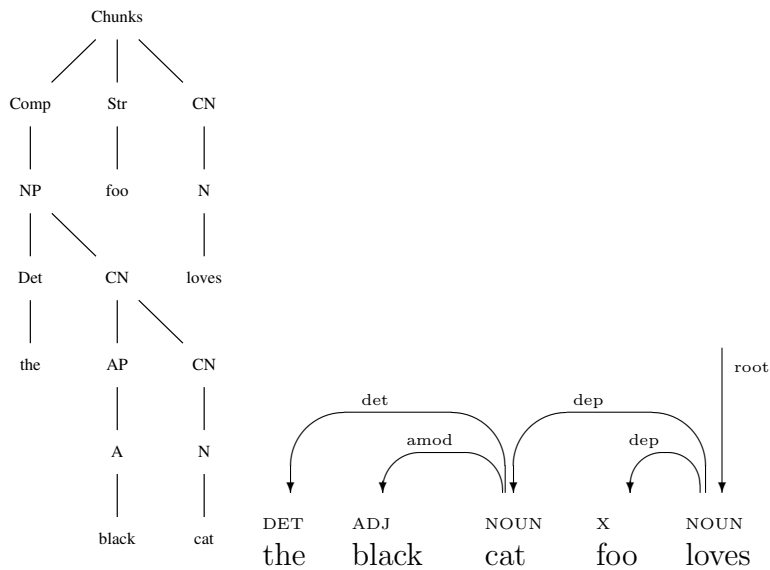 Chunks
Comp Str CN
NP foo N
Det CN loves
the AP CN
root
det dep
A N amod dep
DET ADJ NOUN X NOUN
black cat the black cat foo loves